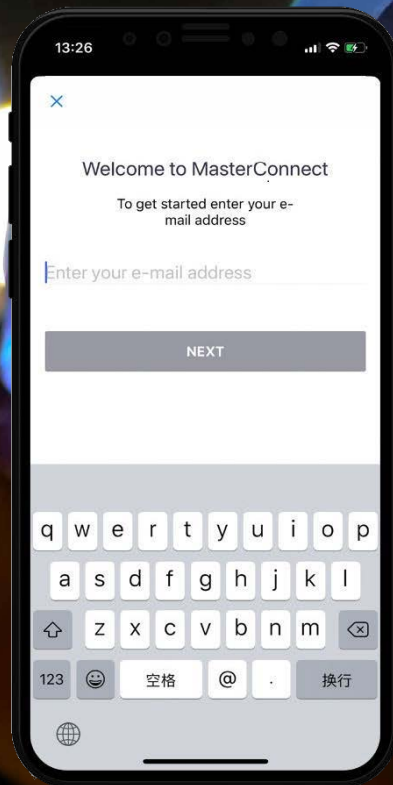 13:26
Welcome to MasterConnect
To get started enter your e-
mail address
Enter your e-mail address
NEXT
q w e r t y u i o p
a s d f g h j k l
z x c v b n m
123 空格 @ . 换行